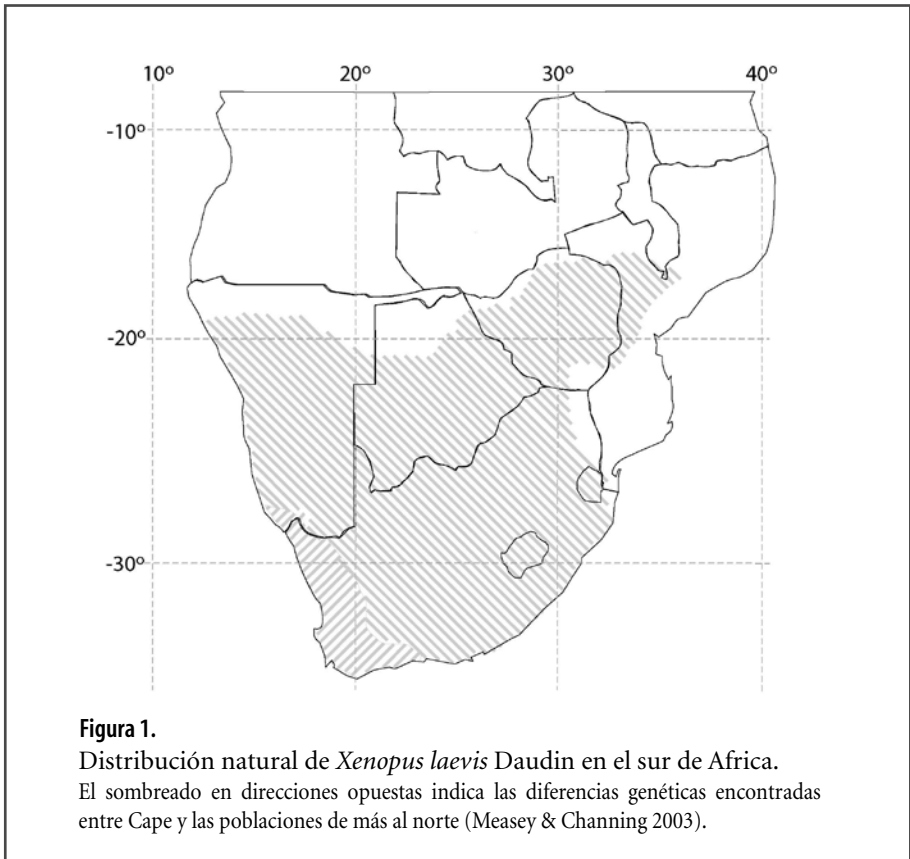 10º 20º 30º 40º
-10º
-20º
-30º
Figura 1.
Distribución natural de Xenopus laevis Daudin en el sur de Africa.
El sombreado en direcciones opuestas indica las diferencias genéticas encontradas
entre Cape y las poblaciones de más al norte (Measey & Channing 2003).